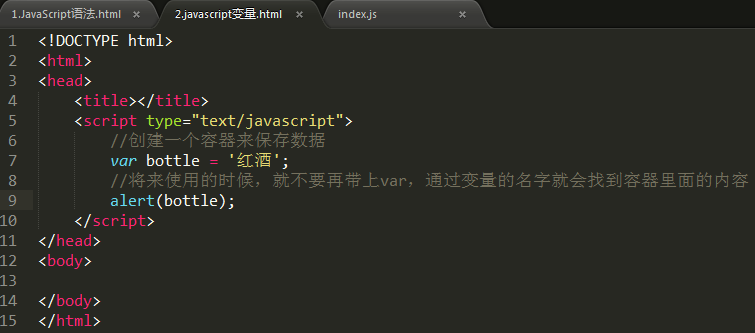 1.JavaScript语法.html × 2.javascript变量.html × index.js ×
1 <!DOCTYPE html>
2 <html>
3 <head>
4     <title></title>
5     <script type="text/javascript">
6         //创建一个容器来保存数据
7         var bottle = '红酒';
8         //将来使用的时候，就不要再带上var，通过变量的名字就会找到容器里面的内容
9         alert(bottle);
10     </script>
11 </head>
12 <body>
13
14 </body>
15 </html>